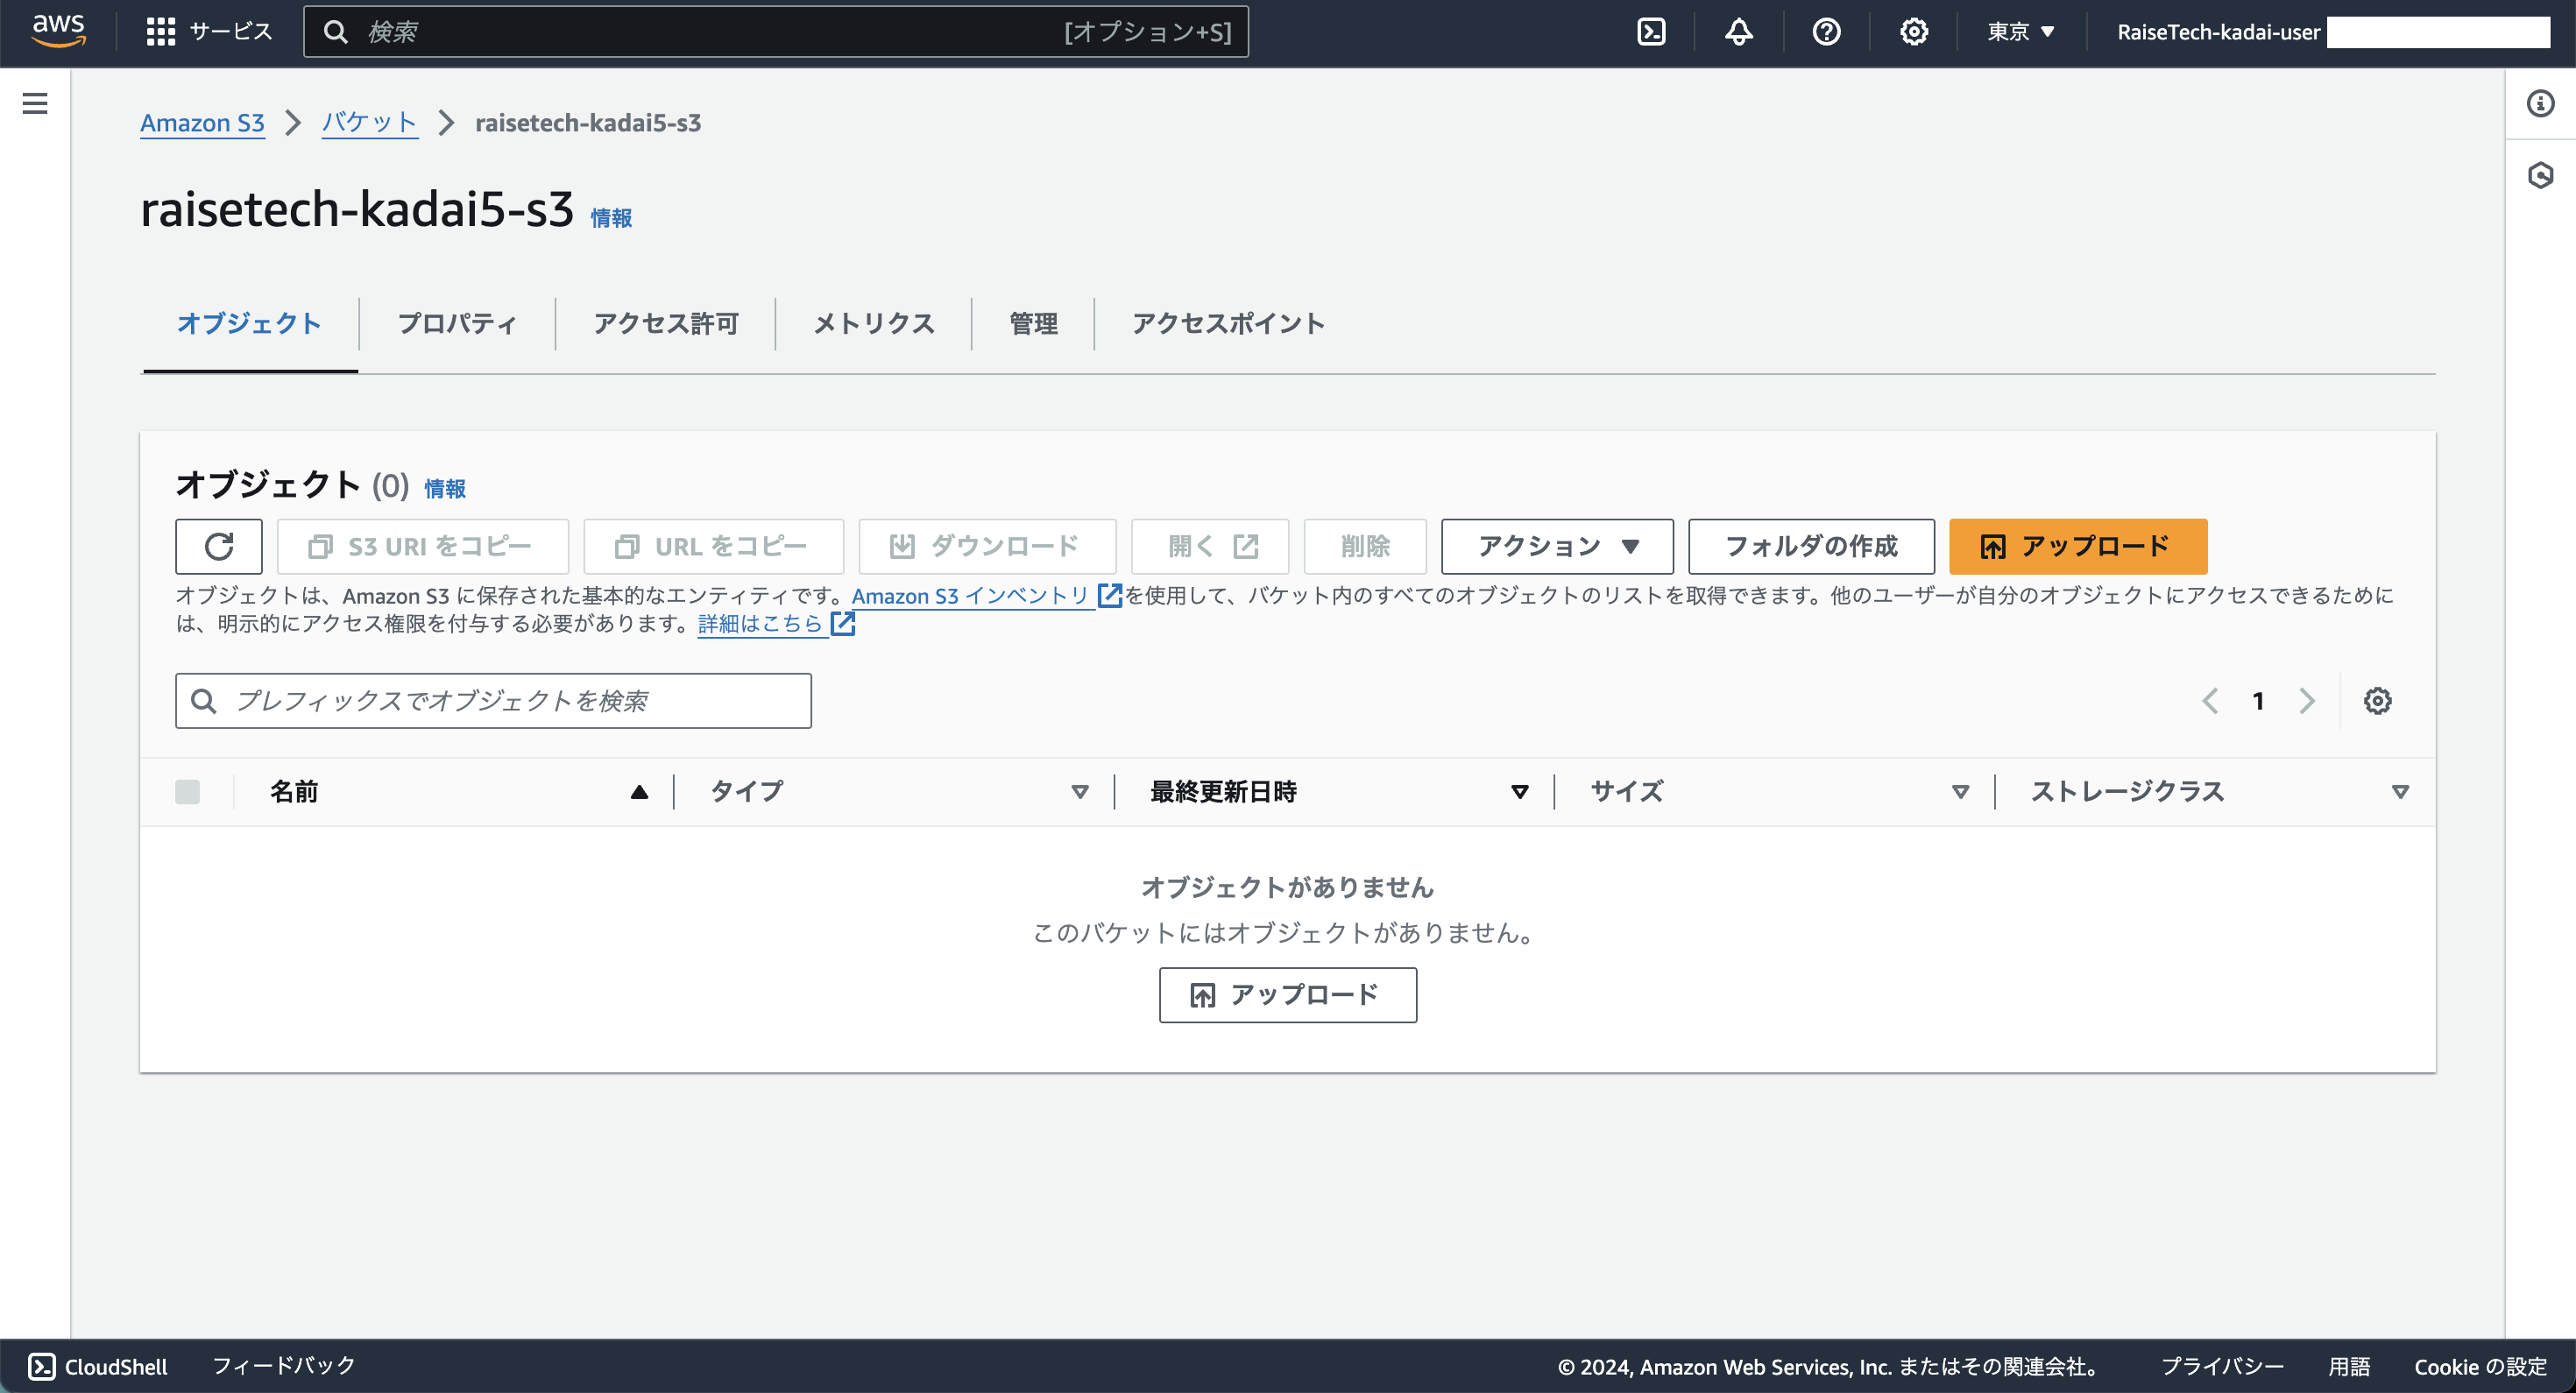 aws
サービス
検索
[オプション+S]
東京
RaiseTech-kadai-user
Amazon S3
バケット
raisetech-kadai5-s3
raisetech-kadai5-s3 情報
オブジェクト
プロパティ
アクセス許可
メトリクス
管理
アクセスポイント
オブジェクト (0) 情報
S3 URI をコピー
URL をコピー
ダウンロード
開く
削除
アクション
フォルダの作成
アップロード
オブジェクトは、Amazon S3 に保存された基本的なエンティティです。Amazon S3 インベントリ を使用して、バケット内のすべてのオブジェクトのリストを取得できます。他のユーザーが自分のオブジェクトにアクセスできるために
は、明示的にアクセス権限を付与する必要があります。詳細はこちら
プレフィックスでオブジェクトを検索
1
名前
タイプ
最終更新日時
サイズ
ストレージクラス
オブジェクトがありません
このバケットにはオブジェクトがありません。
アップロード
CloudShell
フィードバック
© 2024, Amazon Web Services, Inc. またはその関連会社。
プライバシー
用語
Cookie の設定